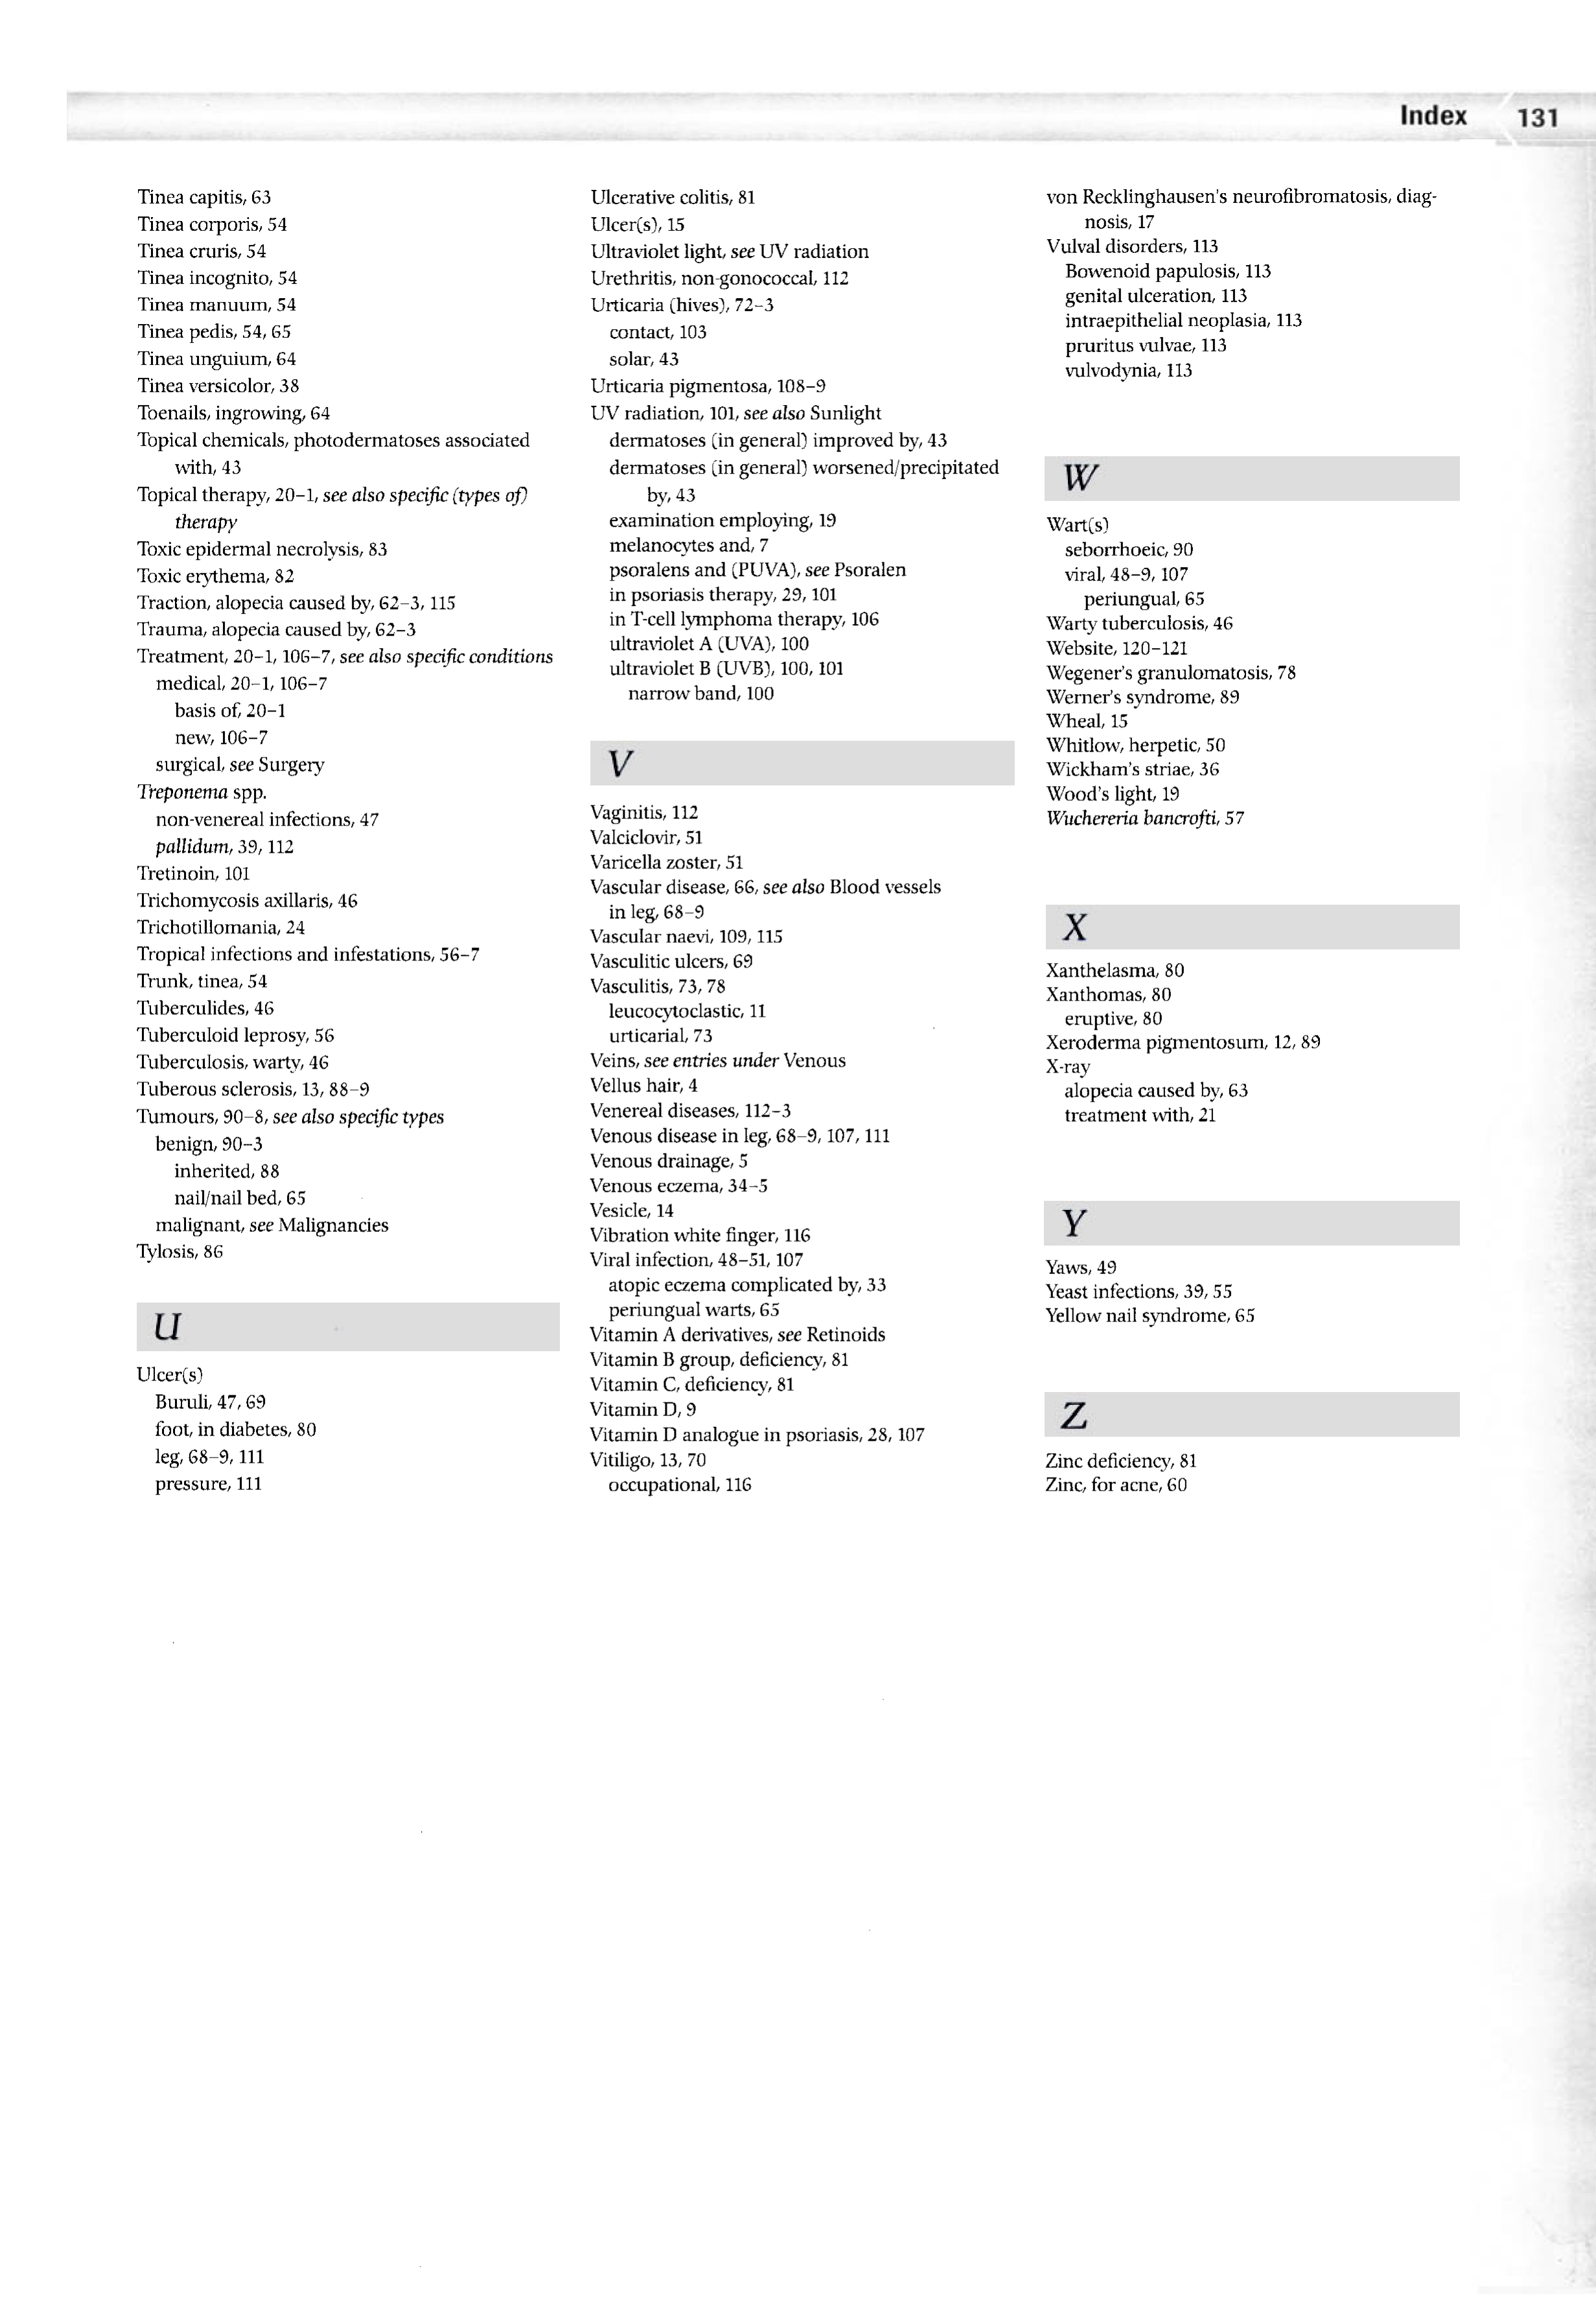 Index 131
Tinea capitis, 63
Tinea corporis, 54
Tinea cruris, 54
Tinea incognito, 54
Tinea manuum, 54
Tinea pedis, 54, 65
Tinea unguium, 64
Tinea versicolor, 38
Toenails, ingrowing, 64
Topical chemicals, photodermatoses associated
with, 43
Topical therapy, 20–1, see also specific (types of)
therapy
Toxic epidermal necrolysis, 83
Toxic erythema, 82
Traction, alopecia caused by, 62–3, 115
Trauma, alopecia caused by, 62–3
Treatment, 20–1, 106–7, see also specific conditions
medical, 20–1, 106–7
basis of, 20–1
new, 106–7
surgical, see Surgery
Treponema spp.
non-venereal infections, 47
pallidum, 39, 112
Tretinoin, 101
Trichomycosis axillaris, 46
Trichotillomania, 24
Tropical infections and infestations, 56–7
Trunk, tinea, 54
Tuberculides, 46
Tuberculoid leprosy, 56
Tuberculosis, warty, 46
Tuberous sclerosis, 13, 88–9
Tumours, 90–8, see also specific types
benign, 90–3
inherited, 88
nail/nail bed, 65
malignant, see Malignancies
Tylosis, 86
U
Ulcer(s)
Buruli, 47, 69
foot, in diabetes, 80
leg, 68–9, 111
pressure, 111
Ulcerative colitis, 81
Ulcer(s), 15
Ultraviolet light, see UV radiation
Urethritis, non-gonococcal, 112
Urticaria (hives), 72–3
contact, 103
solar, 43
Urticaria pigmentosa, 108–9
UV radiation, 101, see also Sunlight
dermatoses (in general) improved by, 43
dermatoses (in general) worsened/precipitated
by, 43
examination employing, 19
melanocytes and, 7
psoralens and (PUVA), see Psoralen
in psoriasis therapy, 29, 101
in T-cell lymphoma therapy, 106
ultraviolet A (UVA), 100
ultraviolet B (UVB), 100, 101
narrow band, 100
V
Vaginitis, 112
Valciclovir, 51
Varicella zoster, 51
Vascular disease, 66, see also Blood vessels
in leg, 68–9
Vascular naevi, 109, 115
Vasculitic ulcers, 69
Vasculitis, 73, 78
leucocytoclastic, 11
urticarial, 73
Veins, see entries under Venous
Vellus hair, 4
Venereal diseases, 112–3
Venous disease in leg, 68–9, 107, 111
Venous drainage, 5
Venous eczema, 34–5
Vesicle, 14
Vibration white finger, 116
Viral infection, 48–51, 107
atopic eczema complicated by, 33
periungual warts, 65
Vitamin A derivatives, see Retinoids
Vitamin B group, deficiency, 81
Vitamin C, deficiency, 81
Vitamin D, 9
Vitamin D analogue in psoriasis, 28, 107
Vitiligo, 13, 70
occupational, 116
von Recklinghausen's neurofibromatosis, diag-
nosis, 17
Vulval disorders, 113
Bowenoid papulosis, 113
genital ulceration, 113
intraepithelial neoplasia, 113
pruritus vulvae, 113
vulvodynia, 113
W
Wart(s)
seborrhoeic, 90
viral, 48–9, 107
periungual, 65
Warty tuberculosis, 46
Website, 120–121
Wegener's granulomatosis, 78
Werner's syndrome, 89
Wheal, 15
Whitlow, herpetic, 50
Wickham's striae, 36
Wood's light, 19
Wuchereria bancrofti, 57
X
Xanthelasma, 80
Xanthomas, 80
eruptive, 80
Xeroderma pigmentosum, 12, 89
X-ray
alopecia caused by, 63
treatment with, 21
Y
Yaws, 49
Yeast infections, 39, 55
Yellow nail syndrome, 65
Z
Zinc deficiency, 81
Zinc, for acne, 60